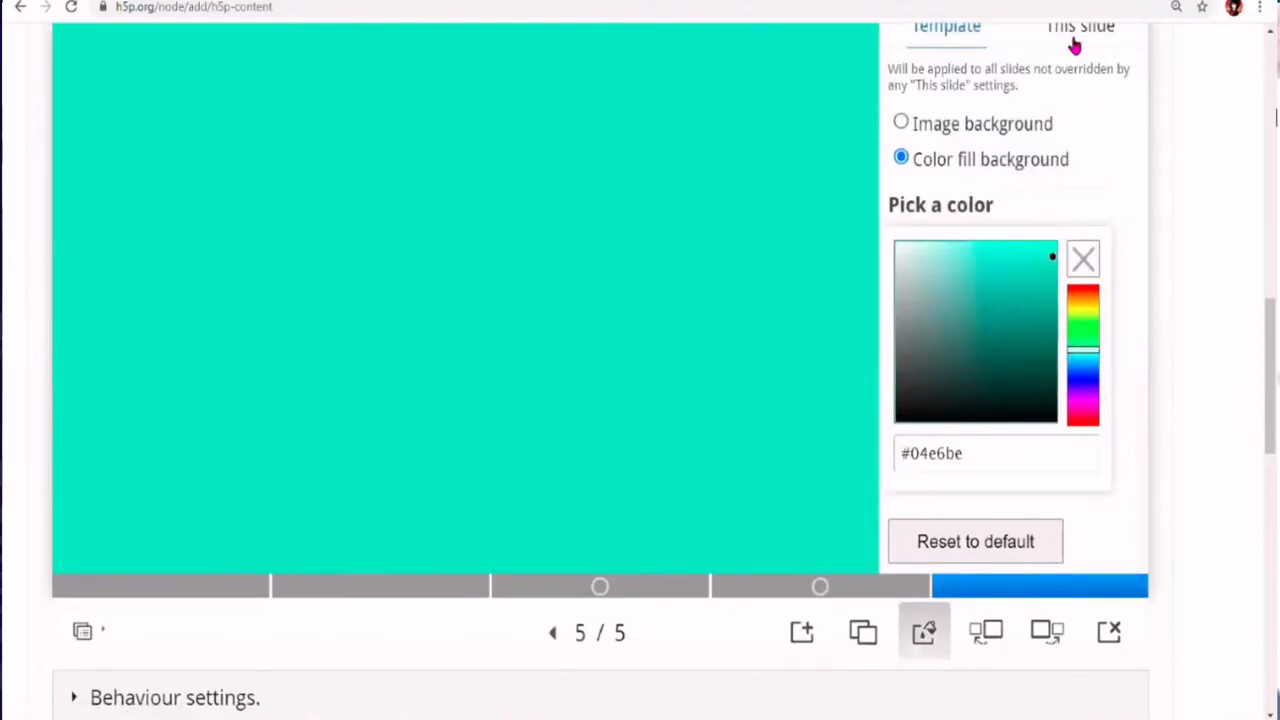 h5p.org/node/add/h5p-content
Template
This slide
Will be applied to all slides not overridden by
any "This slide" settings.
Image background
Color fill background
Pick a color
#04e6be
Reset to default
5 / 5
Behaviour settings.